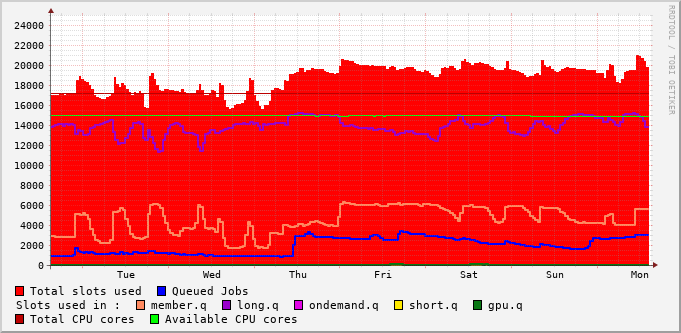 24000
22000
20000
18000
16000
14000
12000
10000
8000
6000
4000
2000
0
Tue Wed Thu Fri Sat Sun Mon
RRDTOOL / TOBI OETIKER
Total slots used Queued Jobs
Slots used in : member.q long.q ondemand.q short.q gpu.q
Total CPU cores Available CPU cores